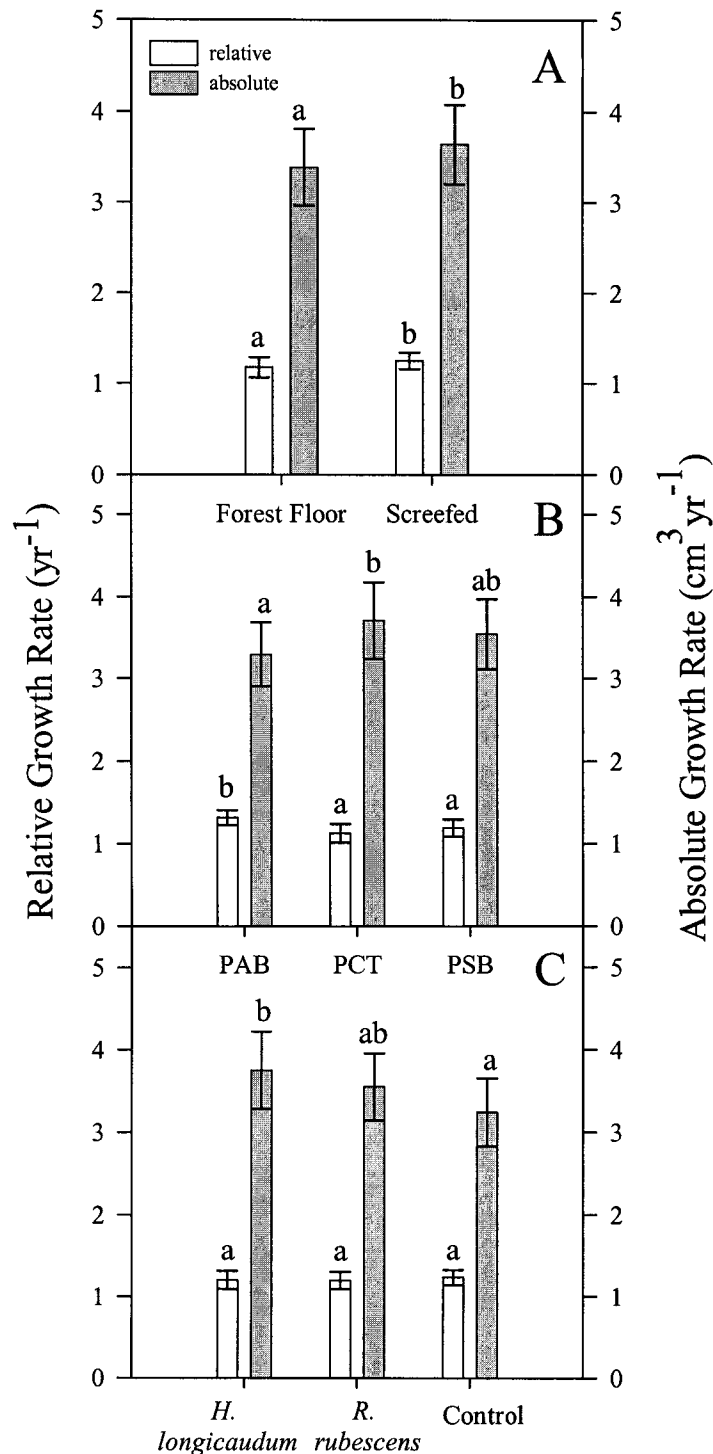 5
5
relative
absolute
A
4
b
4
a
3
3
2
2
a
b
1
1
0
0
Forest Floor Screefed
5
B
5
b
ab
4
a
4
3
3
2
2
b
a
a
1
1
0
0
PAB PCT PSB
5
C
5
b
ab
a
4
4
3
3
2
2
a
a
a
1
1
0
0
H. R. Control
longicaudum rubescens
Relative Growth Rate (yr-1)
Absolute Growth Rate (cm3 yr-1)